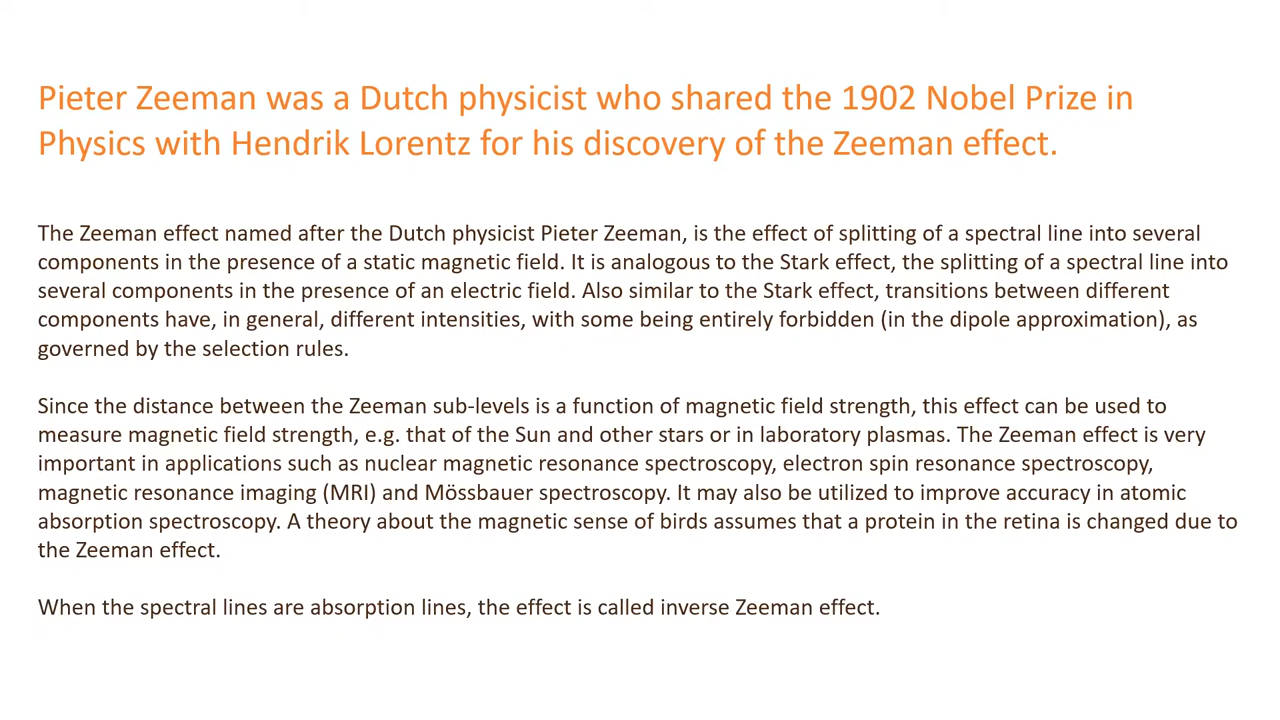 Pieter Zeeman was a Dutch physicist who shared the 1902 Nobel Prize in
Physics with Hendrik Lorentz for his discovery of the Zeeman effect.
The Zeeman effect named after the Dutch physicist Pieter Zeeman, is the effect of splitting of a spectral line into several
components in the presence of a static magnetic field. It is analogous to the Stark effect, the splitting of a spectral line into
several components in the presence of an electric field. Also similar to the Stark effect, transitions between different
components have, in general, different intensities, with some being entirely forbidden (in the dipole approximation), as
governed by the selection rules.
Since the distance between the Zeeman sub-levels is a function of magnetic field strength, this effect can be used to
measure magnetic field strength, e.g. that of the Sun and other stars or in laboratory plasmas. The Zeeman effect is very
important in applications such as nuclear magnetic resonance spectroscopy, electron spin resonance spectroscopy,
magnetic resonance imaging (MRI) and Mössbauer spectroscopy. It may also be utilized to improve accuracy in atomic
absorption spectroscopy. A theory about the magnetic sense of birds assumes that a protein in the retina is changed due to
the Zeeman effect.
When the spectral lines are absorption lines, the effect is called inverse Zeeman effect.